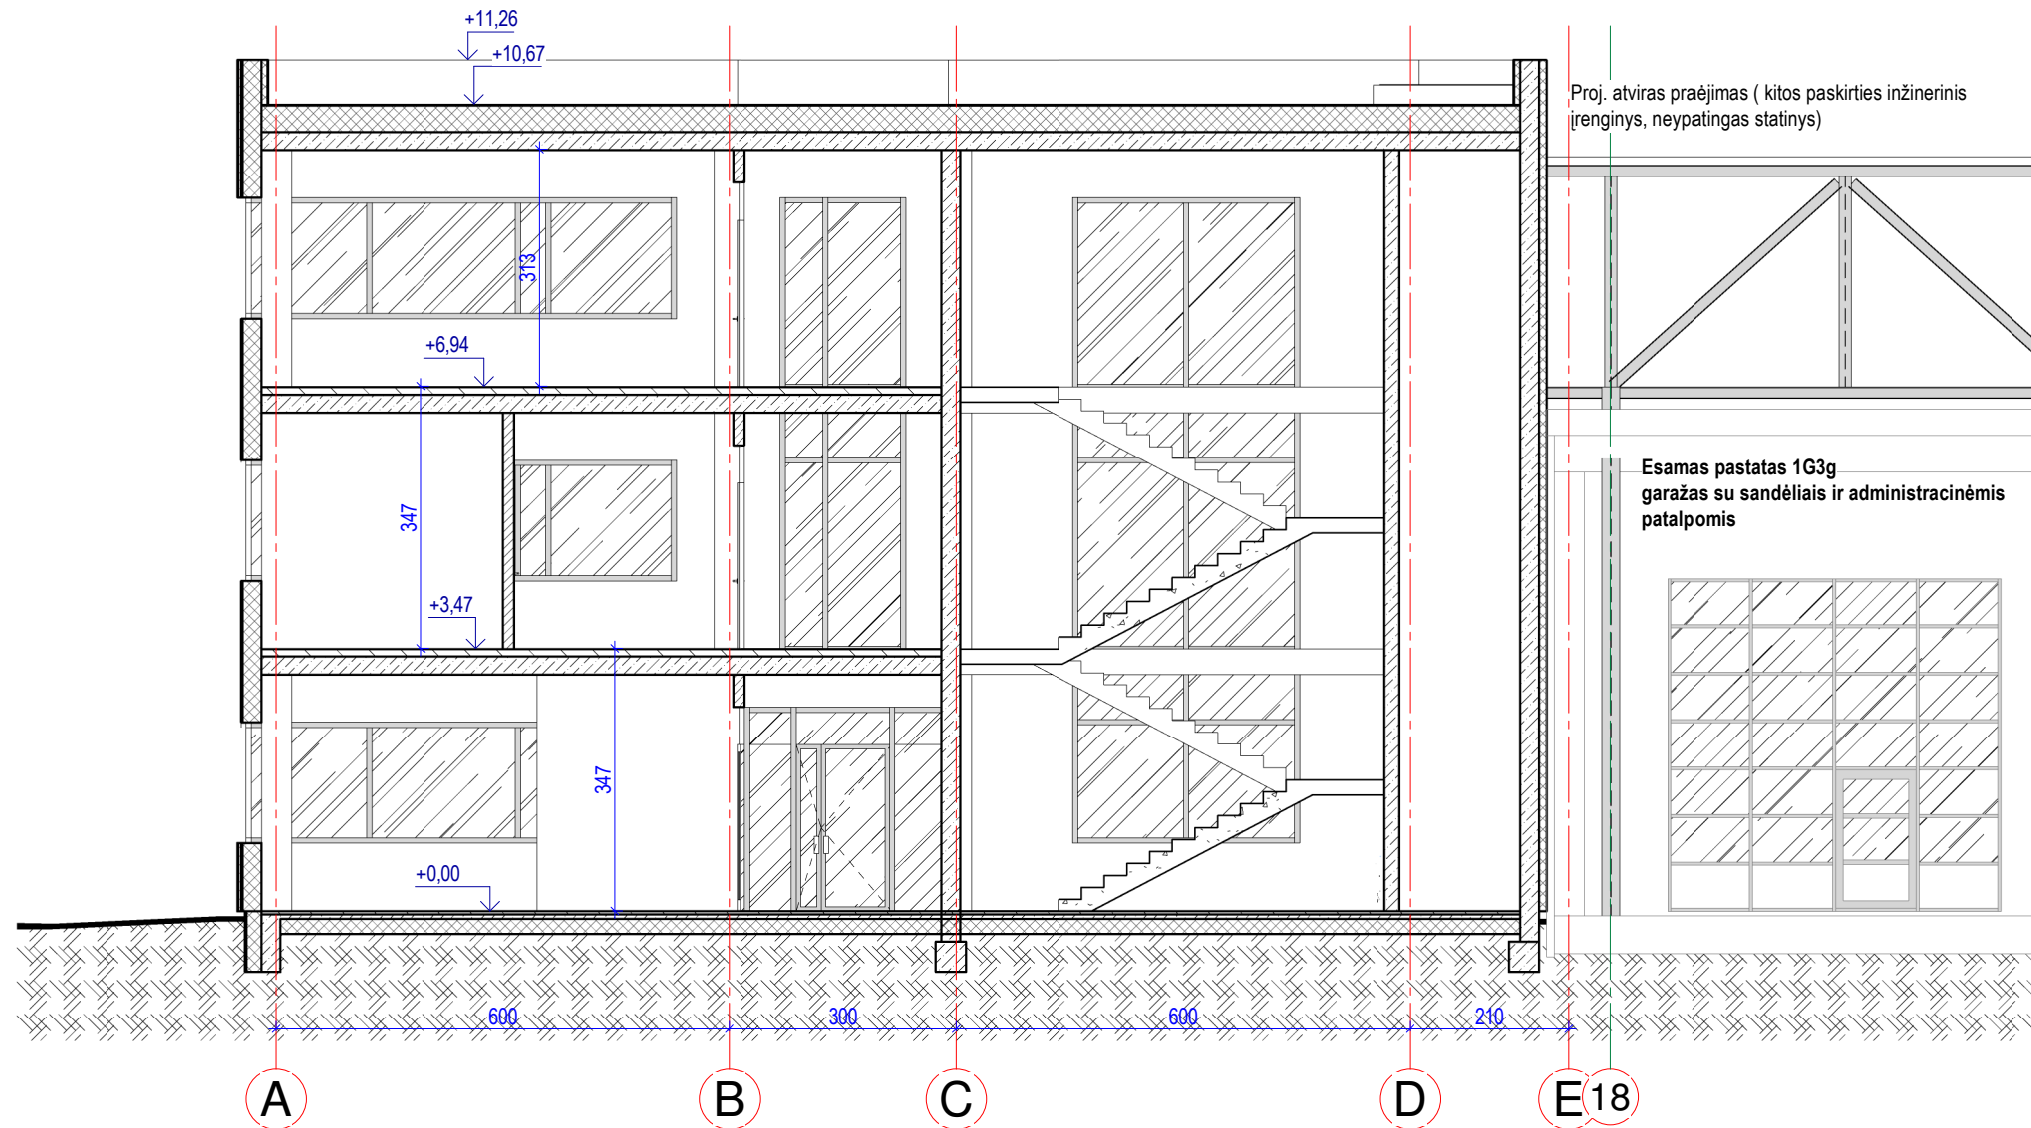 +11,26
+10,67
Proj. atviras praėjimas ( kitos paskirties inžinerinis
įrenginys, neypatingas statinys)
313
+6,94
Esamas pastatas 1G3g
garažas su sandėliais ir administracinėmis
patalpomis
347
+3,47
347
+0,00
600 300 600 210
A B C D E 18